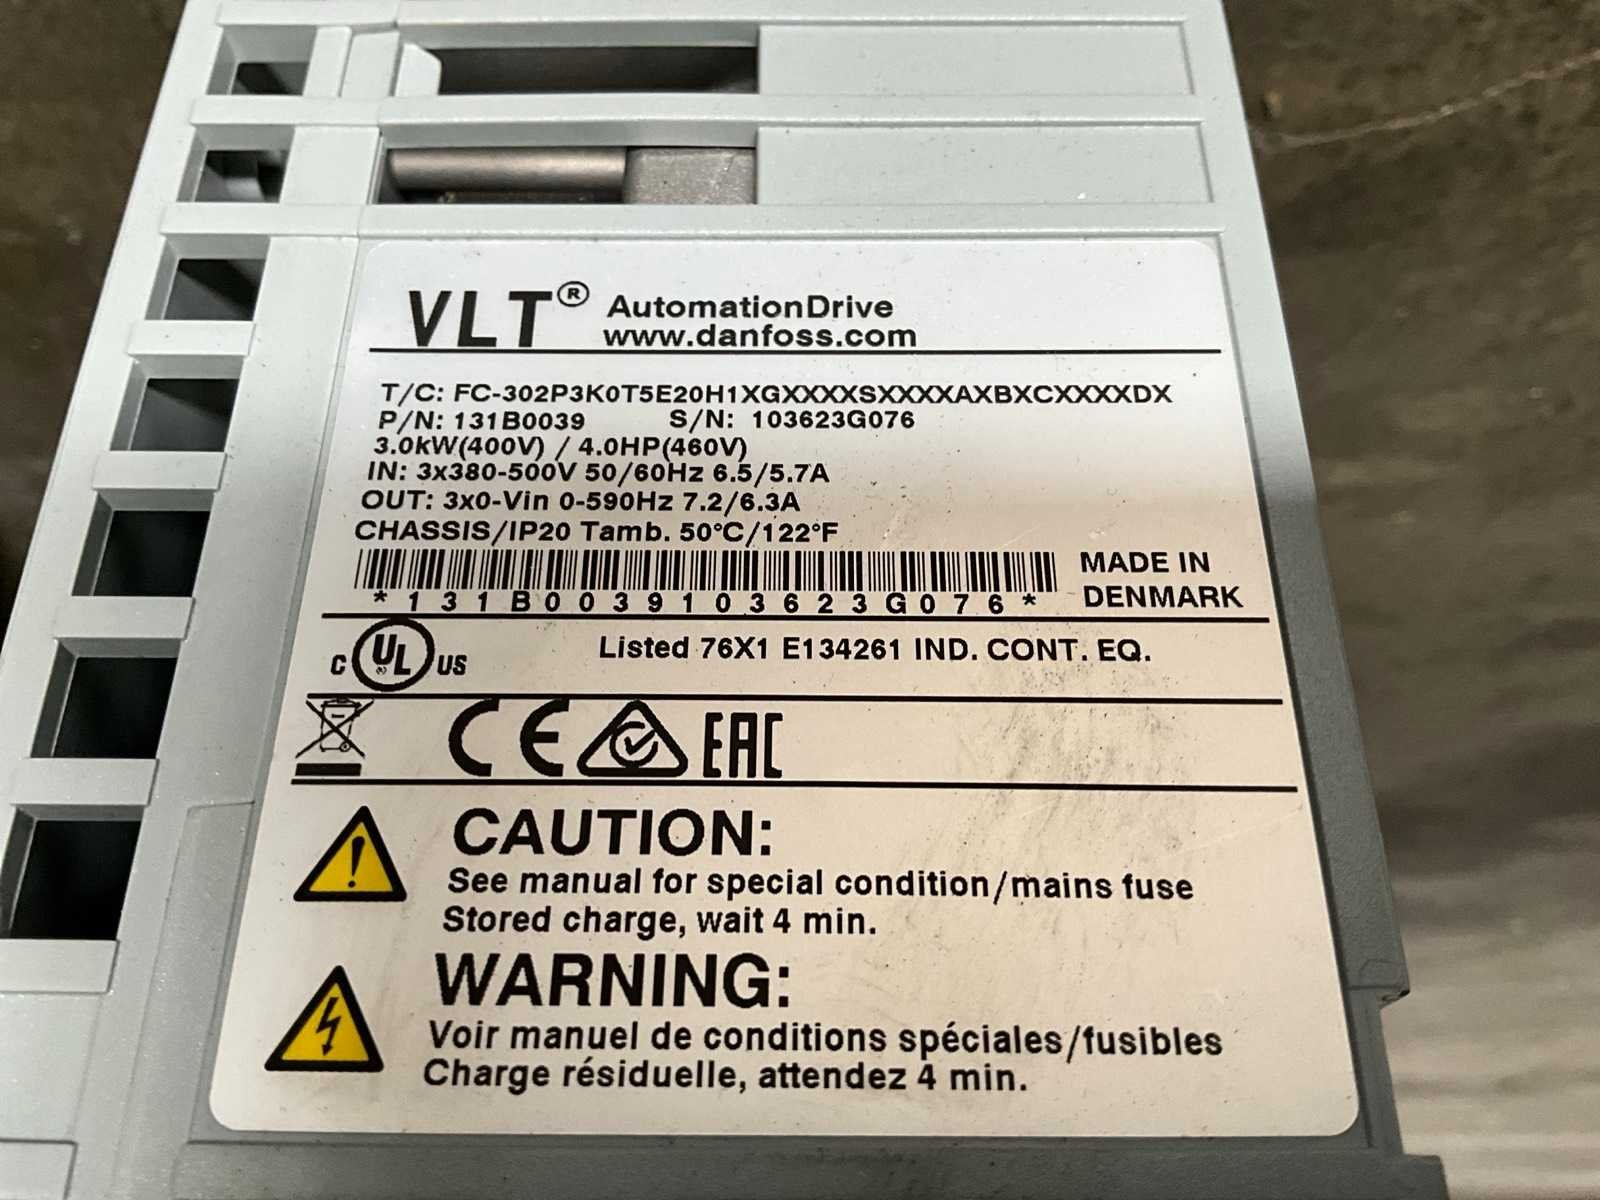 VLT® AutomationDrive
www.danfoss.com
T/C: FC-302P3K0T5E20H1XGXXXXSXXXXAXBXCXXXXDX
P/N: 131B0039 S/N: 103623G076
3.0kW(400V) / 4.0HP(460V)
IN: 3x380-500V 50/60Hz 6.5/5.7A
OUT: 3x0-Vin 0-590Hz 7.2/6.3A
CHASSIS/IP20 Tamb. 50°C/122°F
*131B0039103623G076*
MADE IN
DENMARK
C UL US Listed 76X1 E134261 IND. CONT. EQ.
CE EAC
CAUTION:
See manual for special condition/mains fuse
Stored charge, wait 4 min.
WARNING:
Voir manuel de conditions spéciales/fusibles
Charge résiduelle, attendez 4 min.